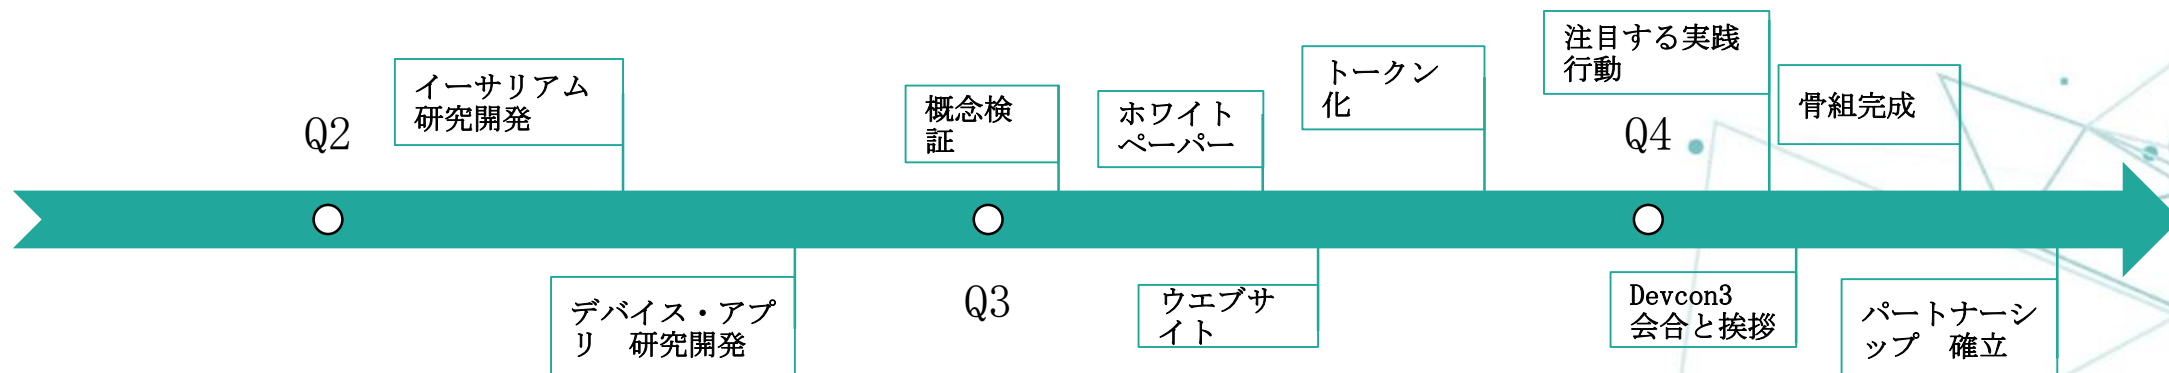 Q2
イーサリアム
研究開発
デバイス・アプ
リ　研究開発
Q3
概念検
証
ホワイト
ペーパー
ウエブサ
イト
トークン
化
Q4
注目する実践
行動
Devcon3
会合と挨拶
骨組完成
パートナーシ
ップ　確立